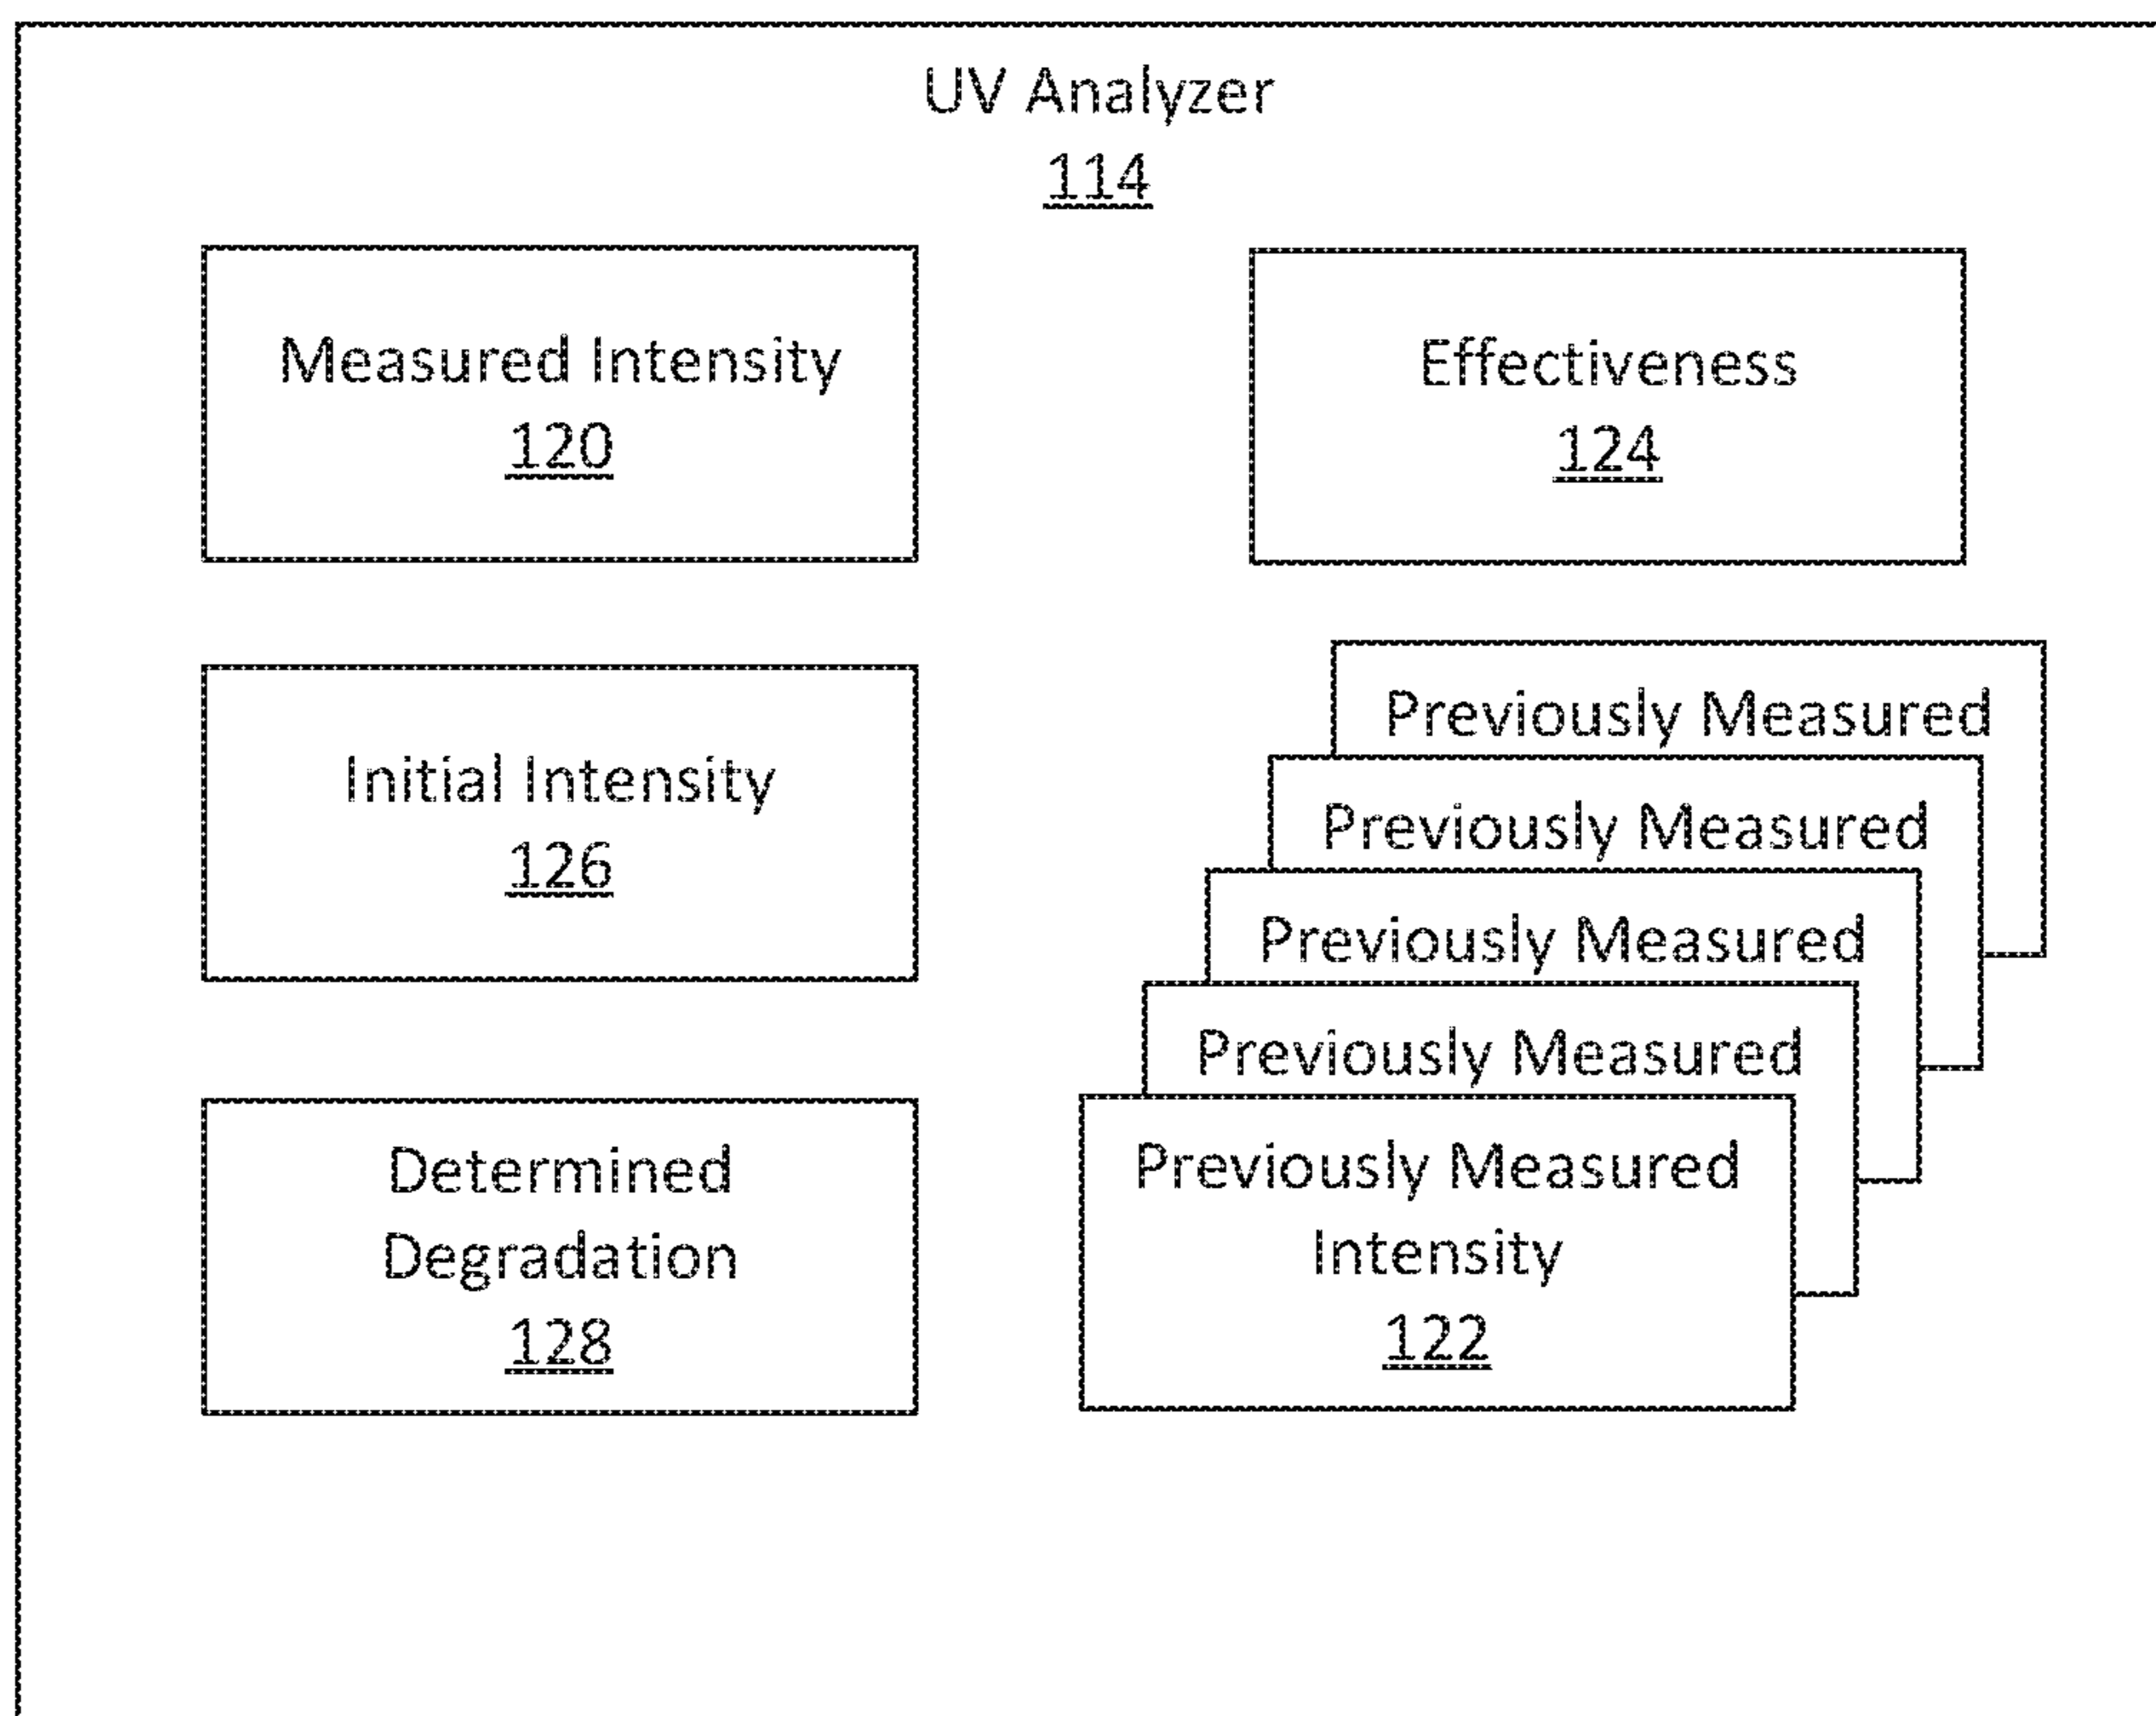 UV Analyzer
114
Measured Intensity
120
Effectiveness
124
Initial Intensity
126
Determined
Degradation
128
Previously Measured
Previously Measured
Previously Measured
Previously Measured
Previously Measured
Intensity
122